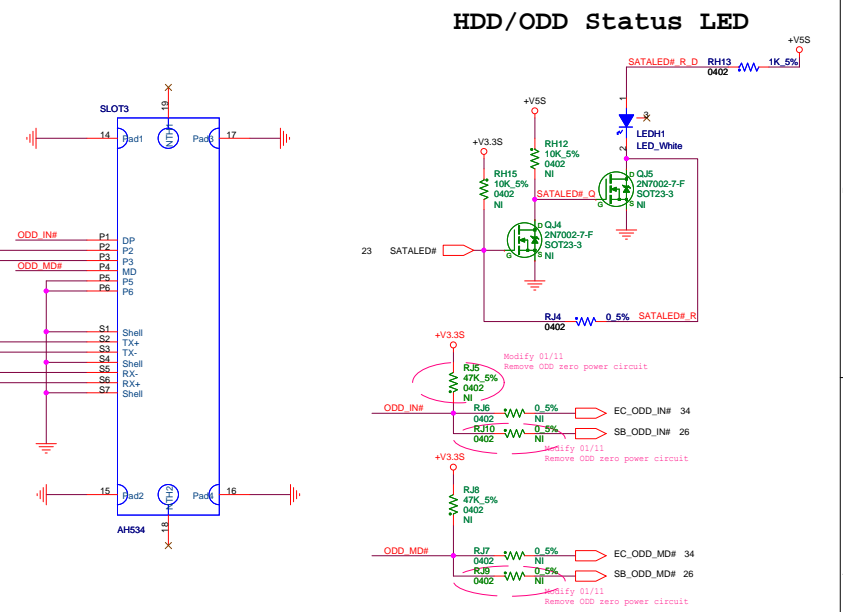 HDD/ODD Status LED
+V5S
SATALED#_R_D
RH13
1K_5%
0402
SLOT3
19
14
Pad1
NTH1
Pad3
17
ODD_IN#
P1
DP
P2
P2
P3
P3
ODD_MD#
P4
MD
P5
P5
P6
P6
S1
Shell
S2
TX+
S3
TX-
S4
Shell
S5
RX-
S6
RX+
S7
Shell
15
Pad2
NTH2
Pad4
16
18
AH534
+V5S
1
3
LEDH1
LED_White
2
+V3.3S
RH12
10K_5%
0402
NI
RH15
10K_5%
0402
NI
SATALED#_Q
D
G
S
QJ5
2N7002-7-F
SOT23-3
NI
D
G
S
QJ4
2N7002-7-F
SOT23-3
NI
23
SATALED#
RJ4
0_5%
SATALED#_R
0402
+V3.3S
Modify 01/11
Remove ODD zero power circuit
RJ5
47K_5%
0402
NI
ODD_IN#
RJ6
0_5%
EC_ODD_IN#
34
0402
NI
RJ10
0_5%
SB_ODD_IN#
26
0402
NI
Modify 01/11
Remove ODD zero power circuit
+V3.3S
RJ8
47K_5%
0402
NI
ODD_MD#
RJ7
0_5%
EC_ODD_MD#
34
0402
NI
RJ9
0_5%
SB_ODD_MD#
26
0402
NI
Modify 01/11
Remove ODD zero power circuit